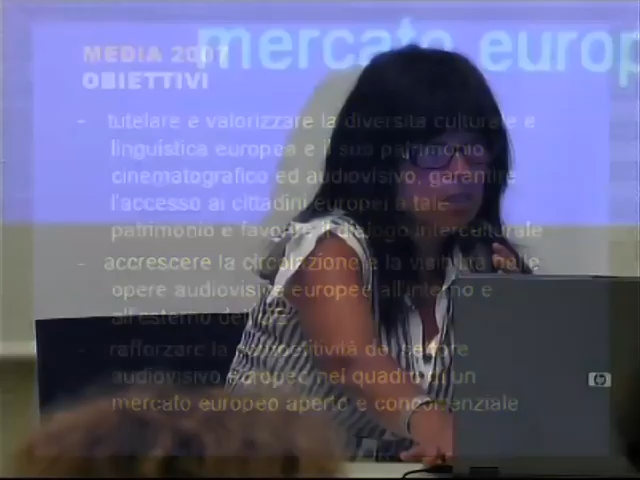 mercato europ
MEDIA 2007
OBIETTIVI
- tutelare e valorizzare la diversità culturale e
linguistica europea e il suo patrimonio
cinematografico ed audiovisivo, garantire
l'accesso ai cittadini europei a tale
patrimonio e favorire il dialogo interculturale
- accrescere la circolazione e la visibilità delle
opere audiovisive europee all'interno e
all'esterno
- rafforzare la competitività del settore
audiovisivo europeo nel quadro di un
mercato europeo aperto e concorrenziale
hp